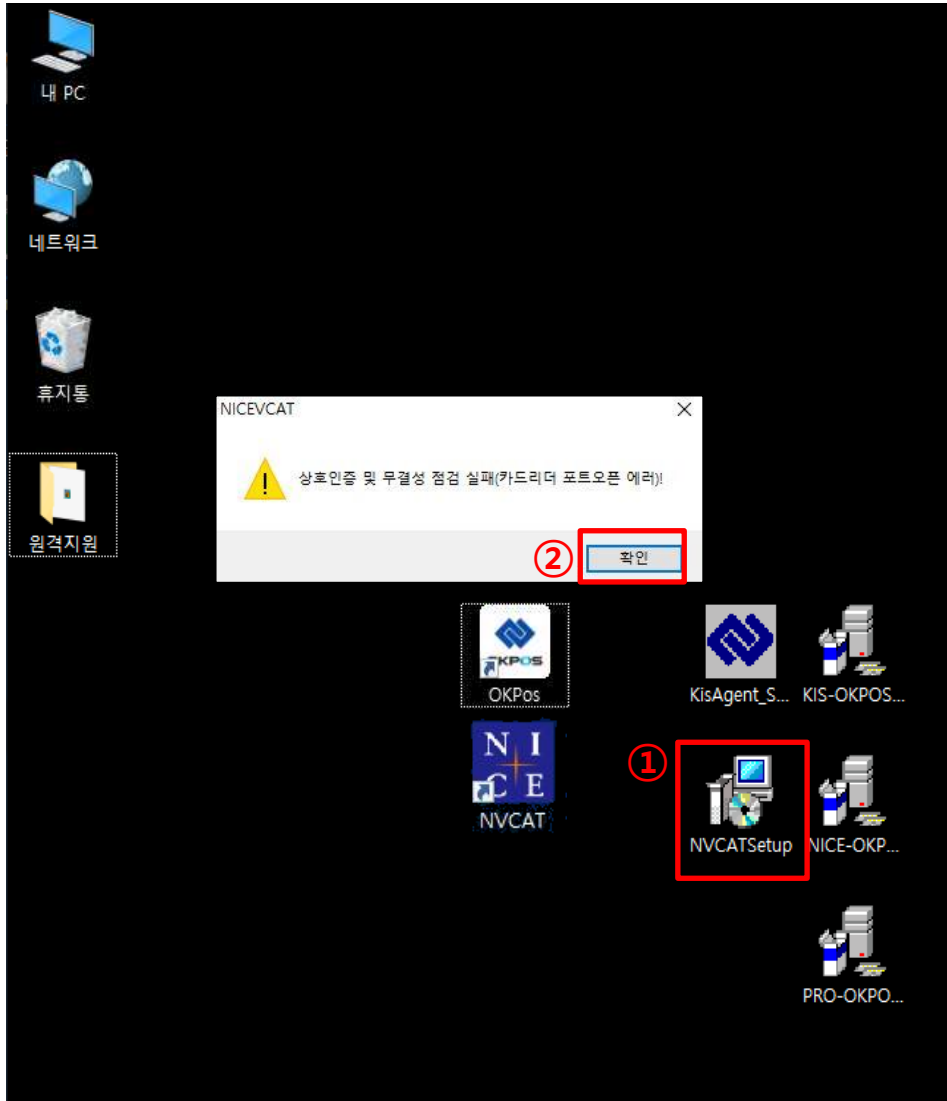 내 PC
네트워크
휴지통
원격지원
NICEVCAT
상호인증 및 무결성 점검 실패(카드리더 포트오픈 에러)!
②
확인
OKPOS
OKPos
KisAgent_S...
KIS-OKPOS...
①
N I
C E
NVCAT
NVCATSetup
NICE-OKP...
PRO-OKPO...